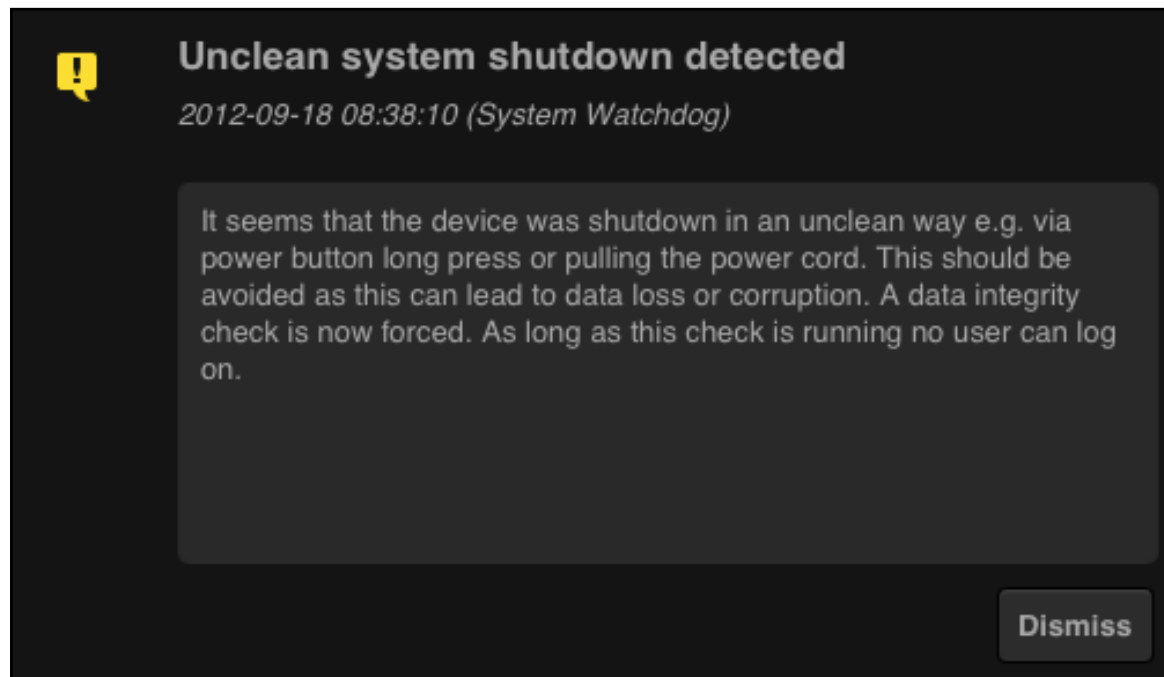 Unclean system shutdown detected
2012-09-18 08:38:10 (System Watchdog)
It seems that the device was shutdown in an unclean way e.g. via
power button long press or pulling the power cord. This should be
avoided as this can lead to data loss or corruption. A data integrity
check is now forced. As long as this check is running no user can log
on.
Dismiss